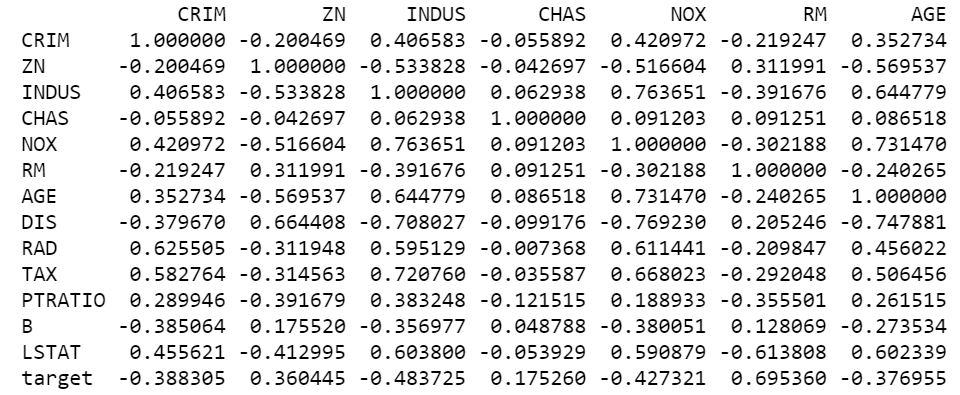 CRIM ZN INDUS CHAS NOX RM AGE
CRIM 1.000000 -0.200469 0.406583 -0.055892 0.420972 -0.219247 0.352734
ZN -0.200469 1.000000 -0.533828 -0.042697 -0.516604 0.311991 -0.569537
INDUS 0.406583 -0.533828 1.000000 0.062938 0.763651 -0.391676 0.644779
CHAS -0.055892 -0.042697 0.062938 1.000000 0.091203 0.091251 0.086518
NOX 0.420972 -0.516604 0.763651 0.091203 1.000000 -0.302188 0.731470
RM -0.219247 0.311991 -0.391676 0.091251 -0.302188 1.000000 -0.240265
AGE 0.352734 -0.569537 0.644779 0.086518 0.731470 -0.240265 1.000000
DIS -0.379670 0.664408 -0.708027 -0.099176 -0.769230 0.205246 -0.747881
RAD 0.625505 -0.311948 0.595129 -0.007368 0.611441 -0.209847 0.456022
TAX 0.582764 -0.314563 0.720760 -0.035587 0.668023 -0.292048 0.506456
PTRATIO 0.289946 -0.391679 0.383248 -0.121515 0.188933 -0.355501 0.261515
B -0.385064 0.175520 -0.356977 0.048788 -0.380051 0.128069 -0.273534
LSTAT 0.455621 -0.412995 0.603800 -0.053929 0.590879 -0.613808 0.602339
target -0.388305 0.360445 -0.483725 0.175260 -0.427321 0.695360 -0.376955